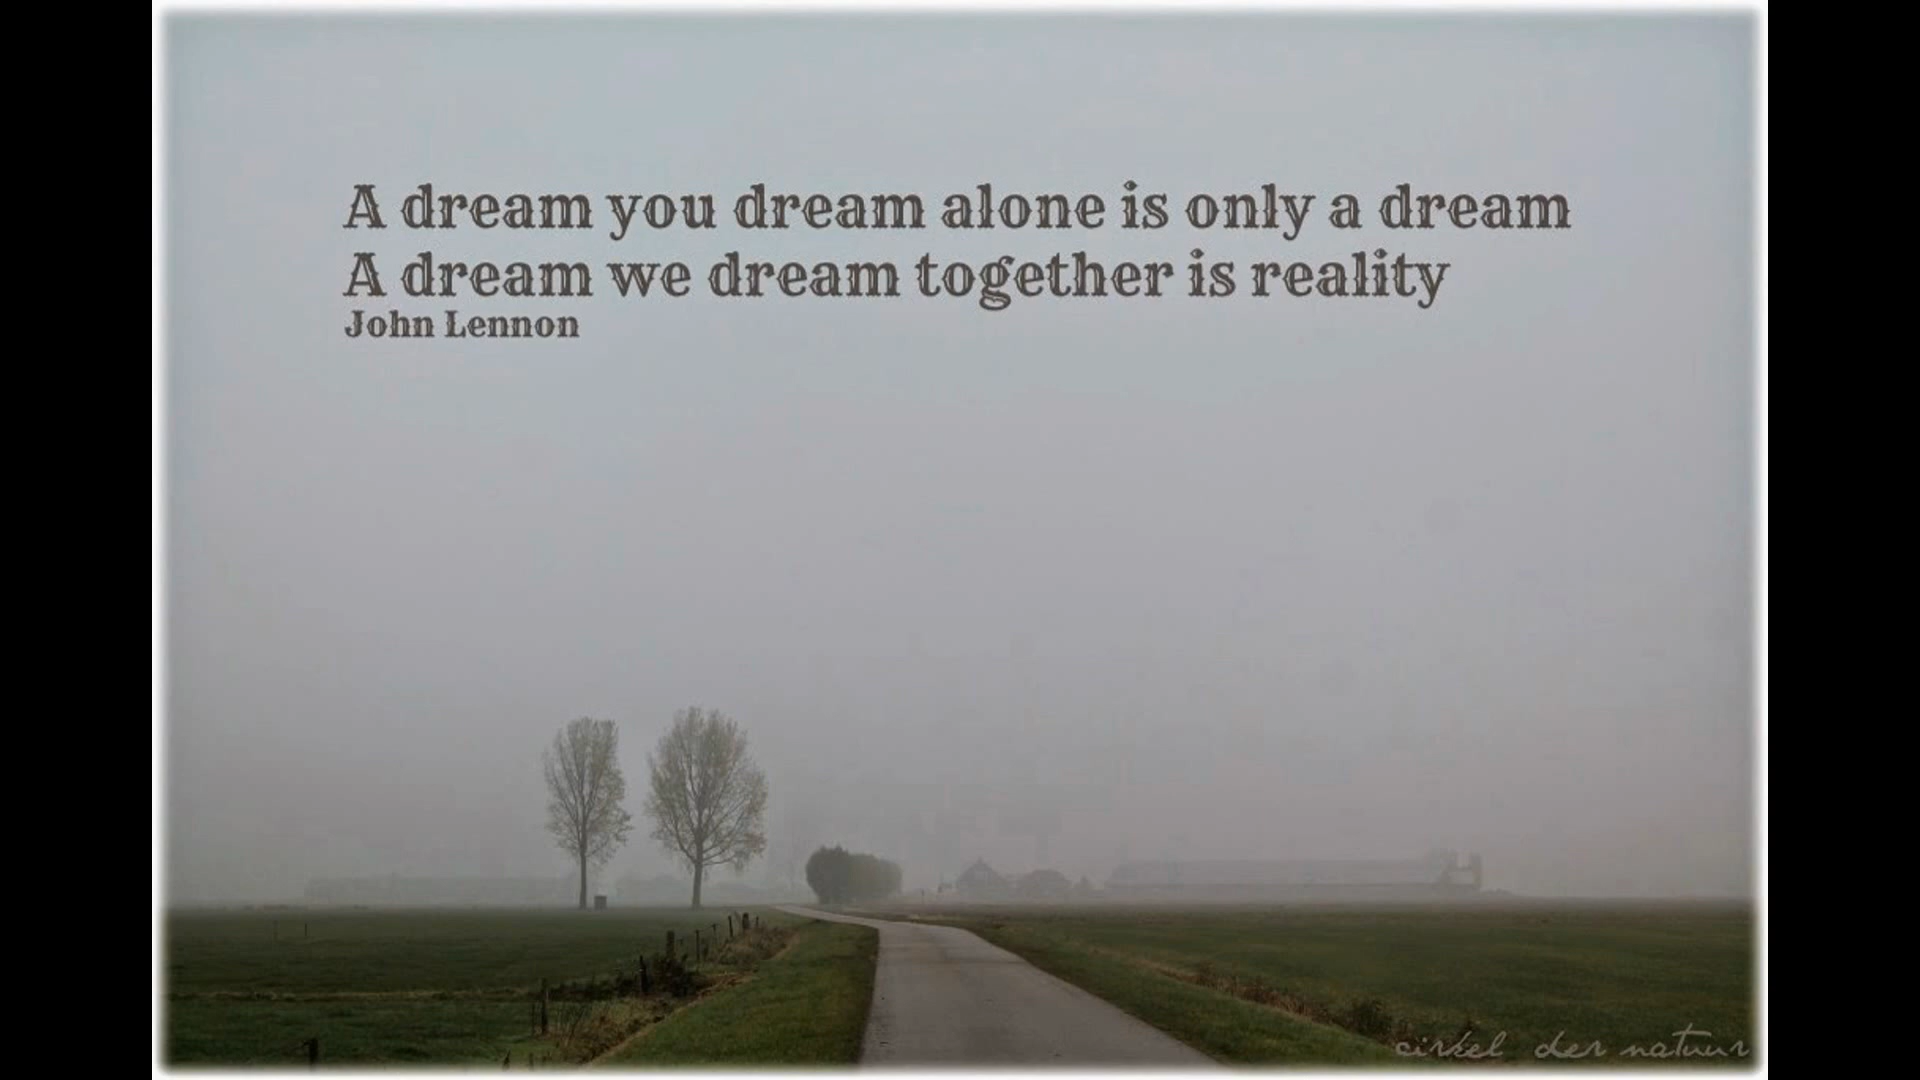 A dream you dream alone is only a dream
A dream we dream together is reality
John Lennon
cirkel der natuur